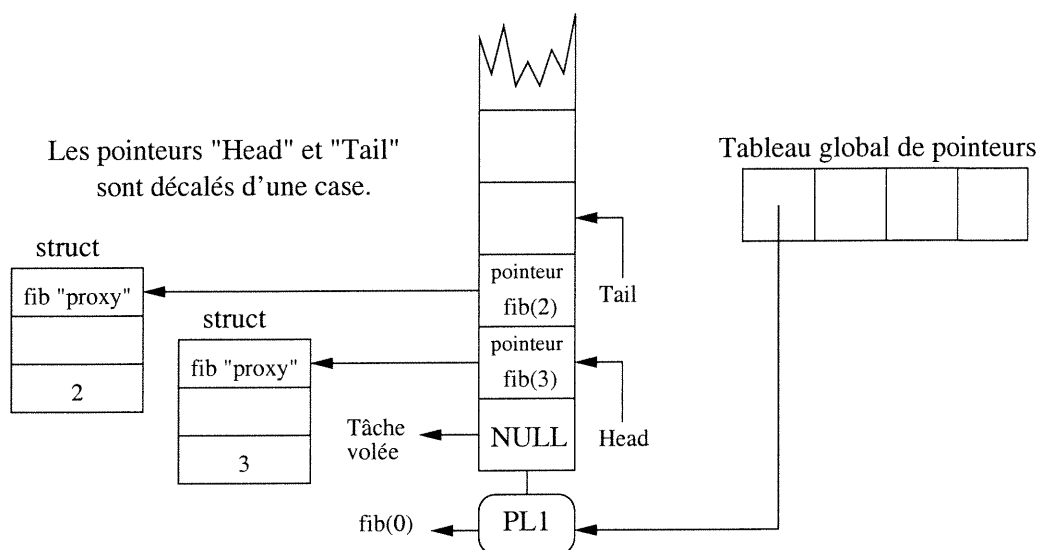 Les pointeurs "Head" et "Tail"
sont décalés d'une case.
Tableau global de pointeurs
struct
fib "proxy"
2
struct
fib "proxy"
3
pointeur
fib(2)
Tail
pointeur
fib(3)
Head
Tâche
volée
NULL
fib(0)
PL1